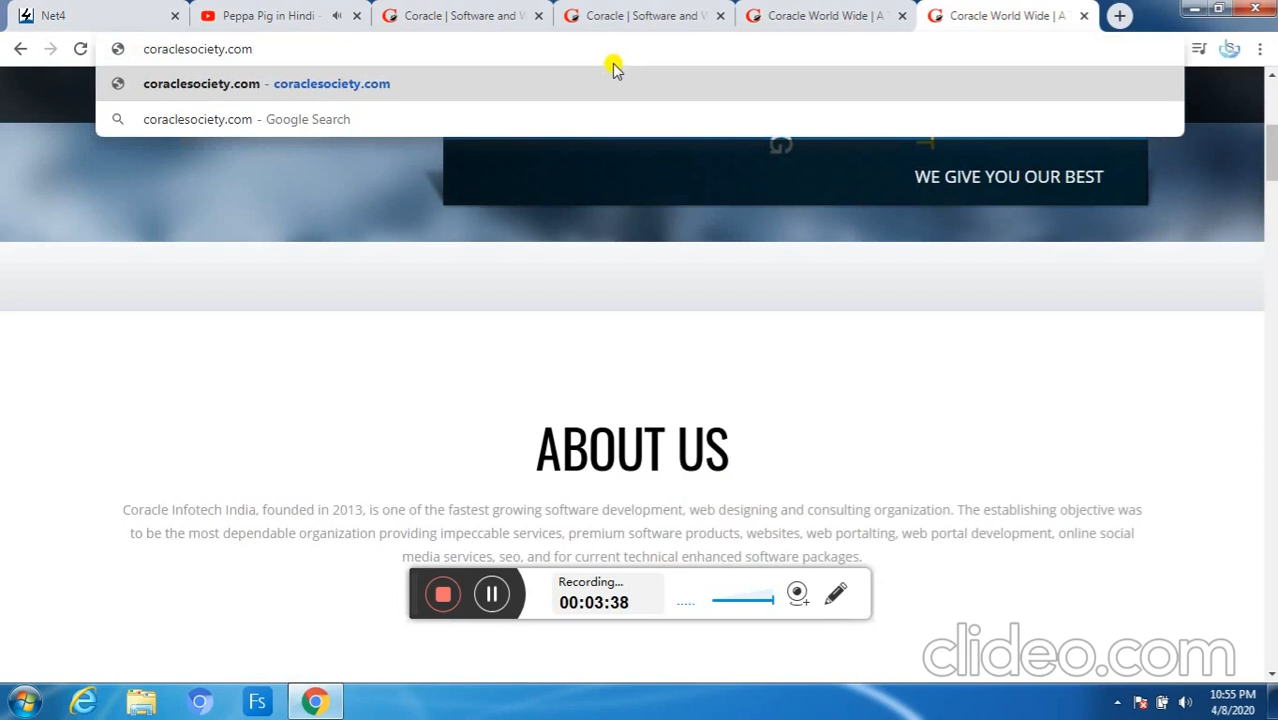 Net4
Peppa Pig in Hindi -
Coracle | Software and W
Coracle | Software and W
Coracle World Wide | A T
Coracle World Wide | A T
coraclesociety.com
coraclesociety.com - coraclesociety.com
coraclesociety.com - Google Search
G
T
WE GIVE YOU OUR BEST
ABOUT US
Coracle Infotech India, founded in 2013, is one of the fastest growing software development, web designing and consulting organization. The establishing objective was
to be the most dependable organization providing impeccable services, premium software products, websites, web portalting, web portal development, online social
media services, seo, and for current technical enhanced software packages.
Recording...
00:03:38
clideo.com
Fs
10:55 PM
4/8/2020